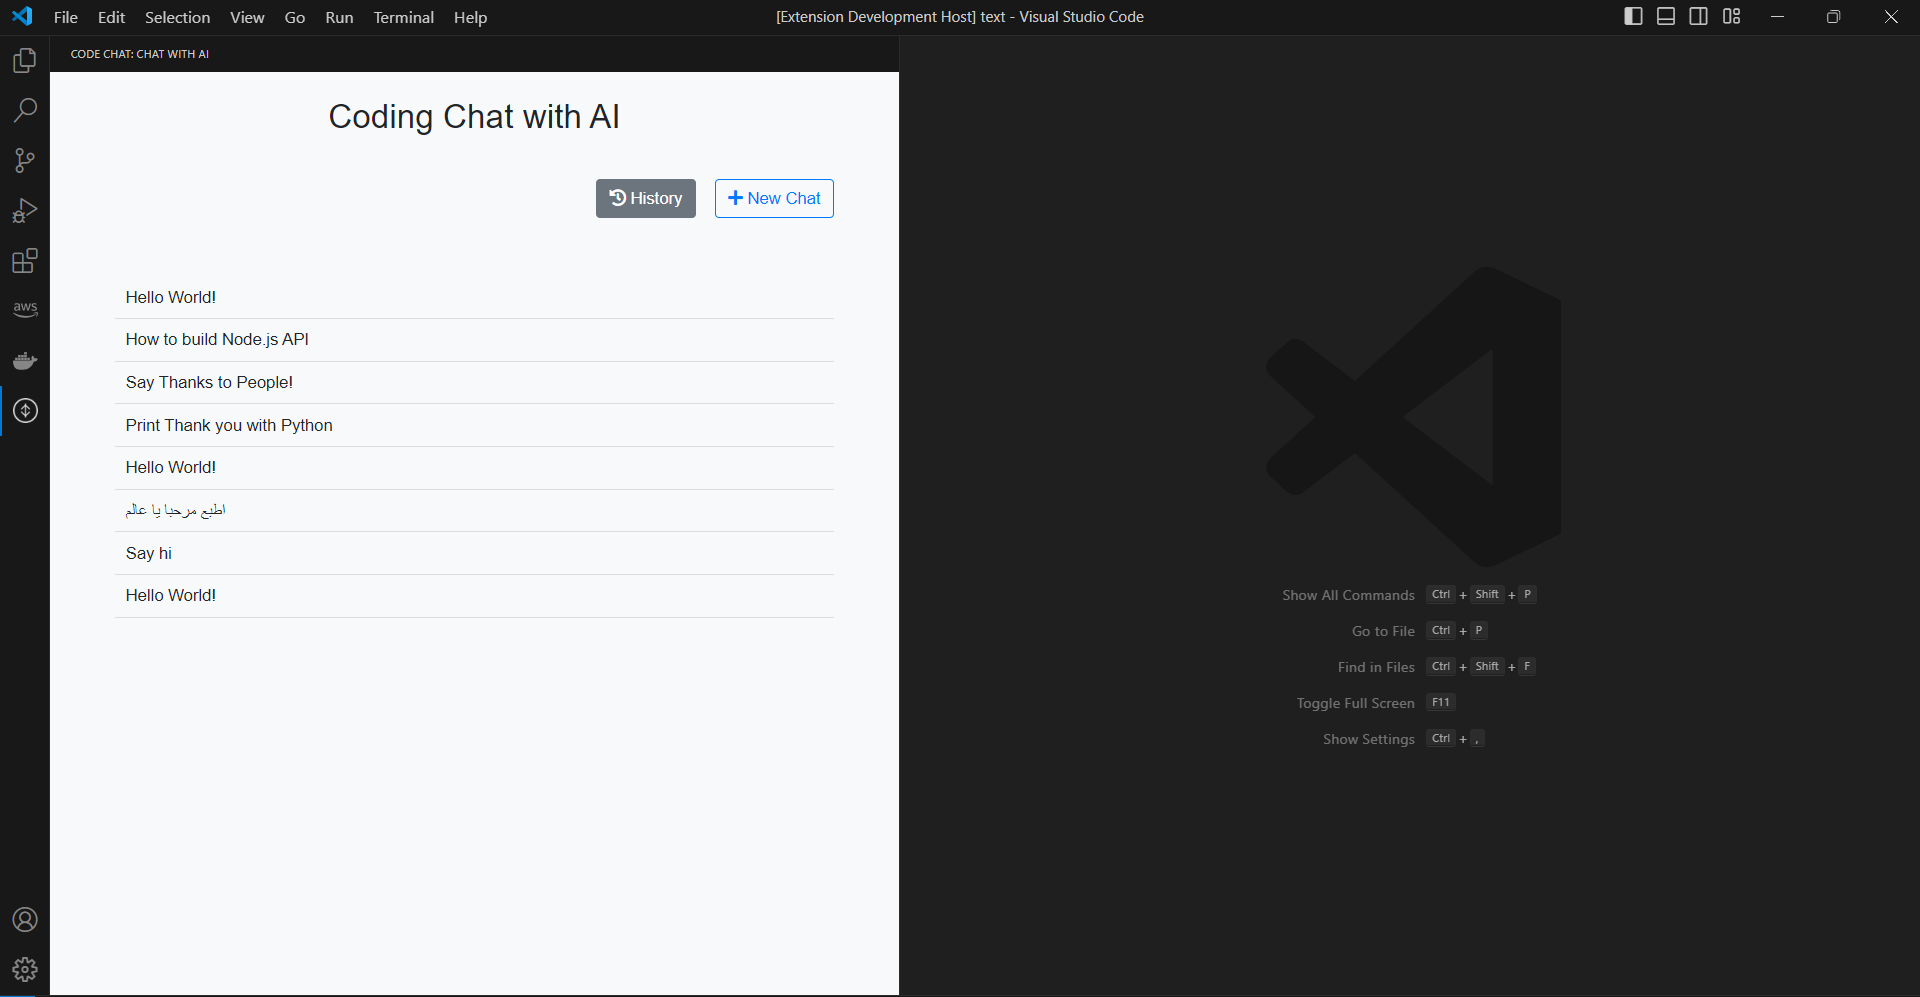 File Edit Selection View Go Run Terminal Help
[Extension Development Host] text - Visual Studio Code
CODE CHAT: CHAT WITH AI
Coding Chat with AI
History
New Chat
aws
Hello World!
How to build Node.js API
Say Thanks to People!
Print Thank you with Python
Hello World!
اطبع مرحبا يا عالم
Say hi
Hello World!
Show All Commands Ctrl + Shift + P
Go to File Ctrl + P
Find in Files Ctrl + Shift + F
Toggle Full Screen F11
Show Settings Ctrl + ,